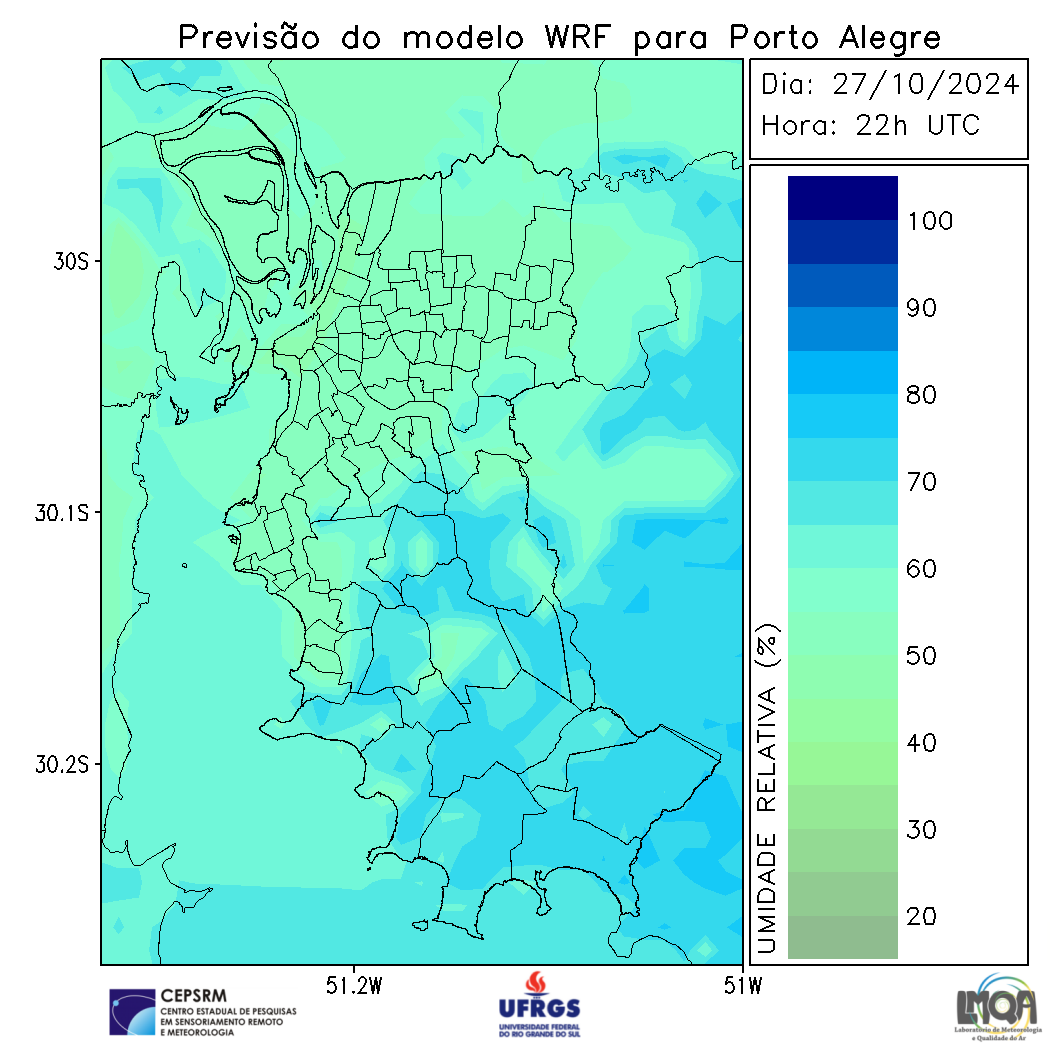 Previsão do modelo WRF para Porto Alegre
Dia: 27/10/2024
Hora: 22h UTC
100
90
80
70
60
50
40
30
20
UMIDADE RELATIVA (%)
30S
30.1S
30.2S
51.2W
51W
CEPSRM
CENTRO ESTADUAL DE PESQUISAS
EM SENSORIAMENTO REMOTO
E METEOROLOGIA
UFRGS
UNIVERSIDADE FEDERAL
DO RIO GRANDE DO SUL
LMQA
Laboratório de Meteorologia
e Qualidade do Ar